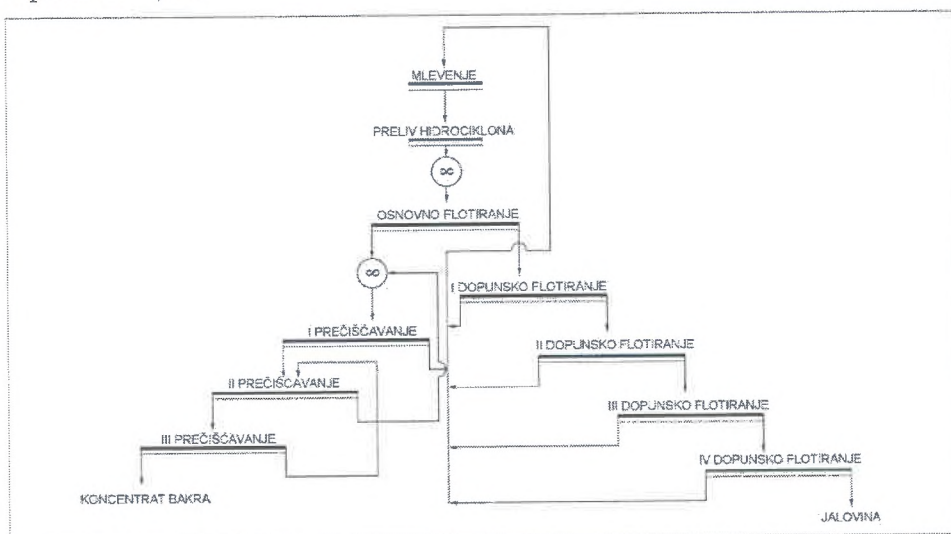 MLEVENJE
PRELIV HIDROCIKLONA
∞
OSNOVNO FLOTIRANJE
∞
I DOPUNSKO FLOTIRANJE
I PREČIŠĆAVANJE
II DOPUNSKO FLOTIRANJE
II PREČIŠĆAVANJE
III DOPUNSKO FLOTIRANJE
III PREČIŠĆAVANJE
IV DOPUNSKO FLOTIRANJE
KONCENTRAT BAKRA
JALOVINA